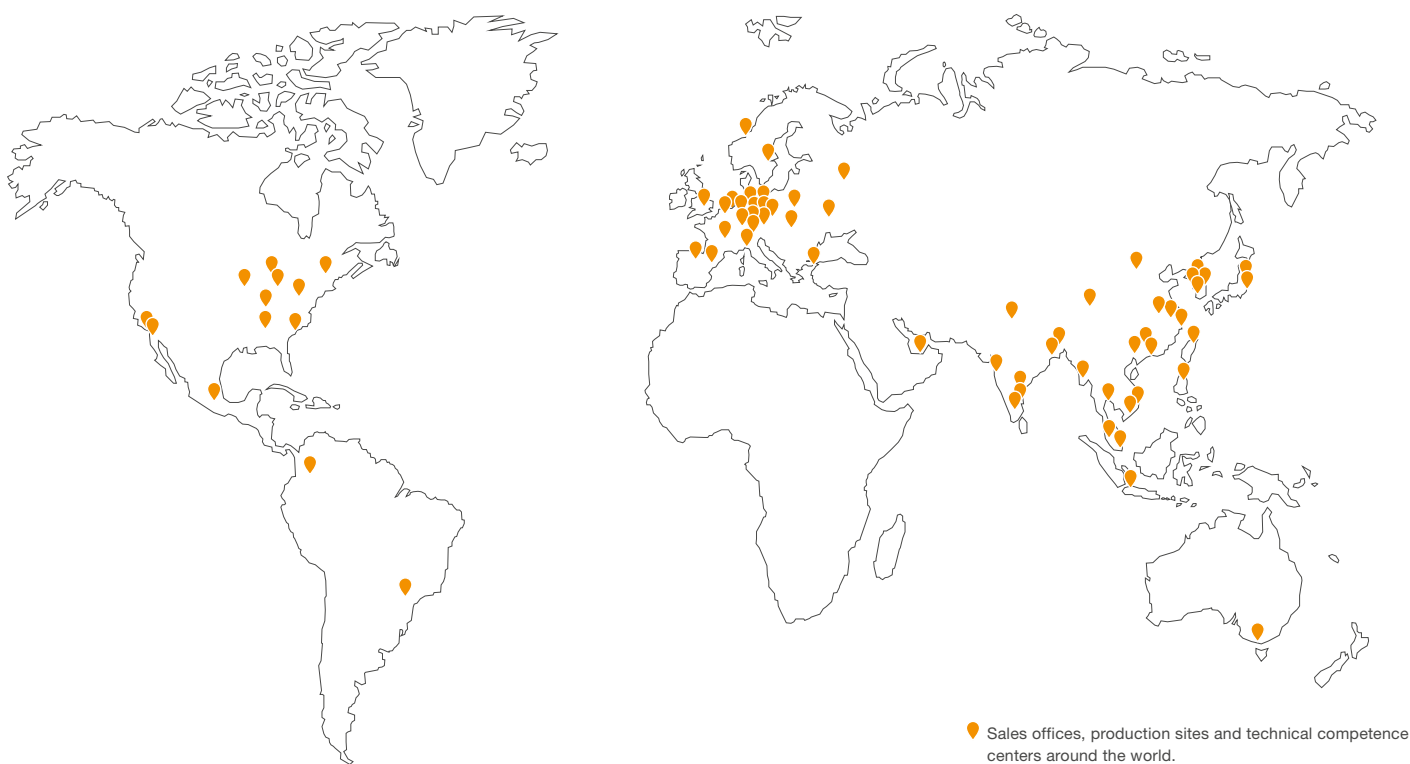 Sales offices, production sites and technical competence
centers around the world.